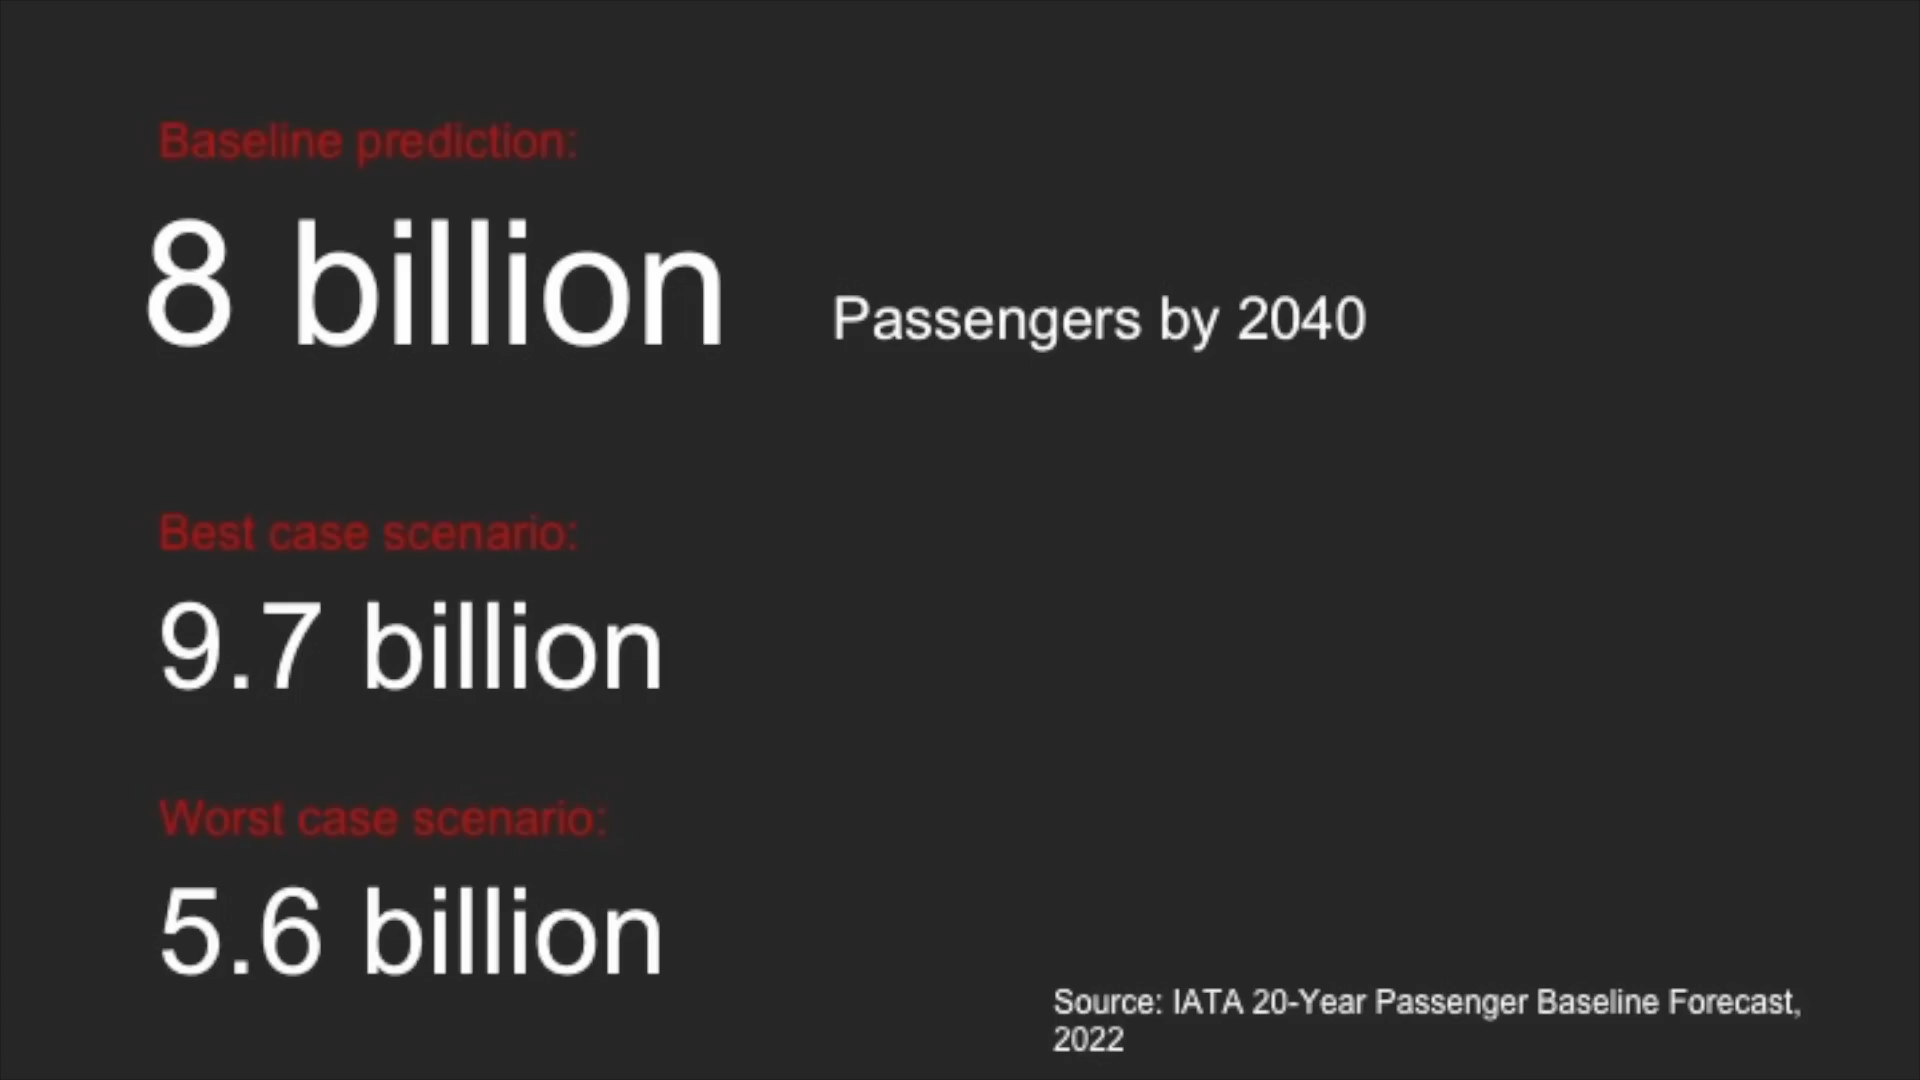 Baseline prediction:
8 billion
Passengers by 2040
Best case scenario:
9.7 billion
Worst case scenario:
5.6 billion
Source: IATA 20-Year Passenger Baseline Forecast,
2022